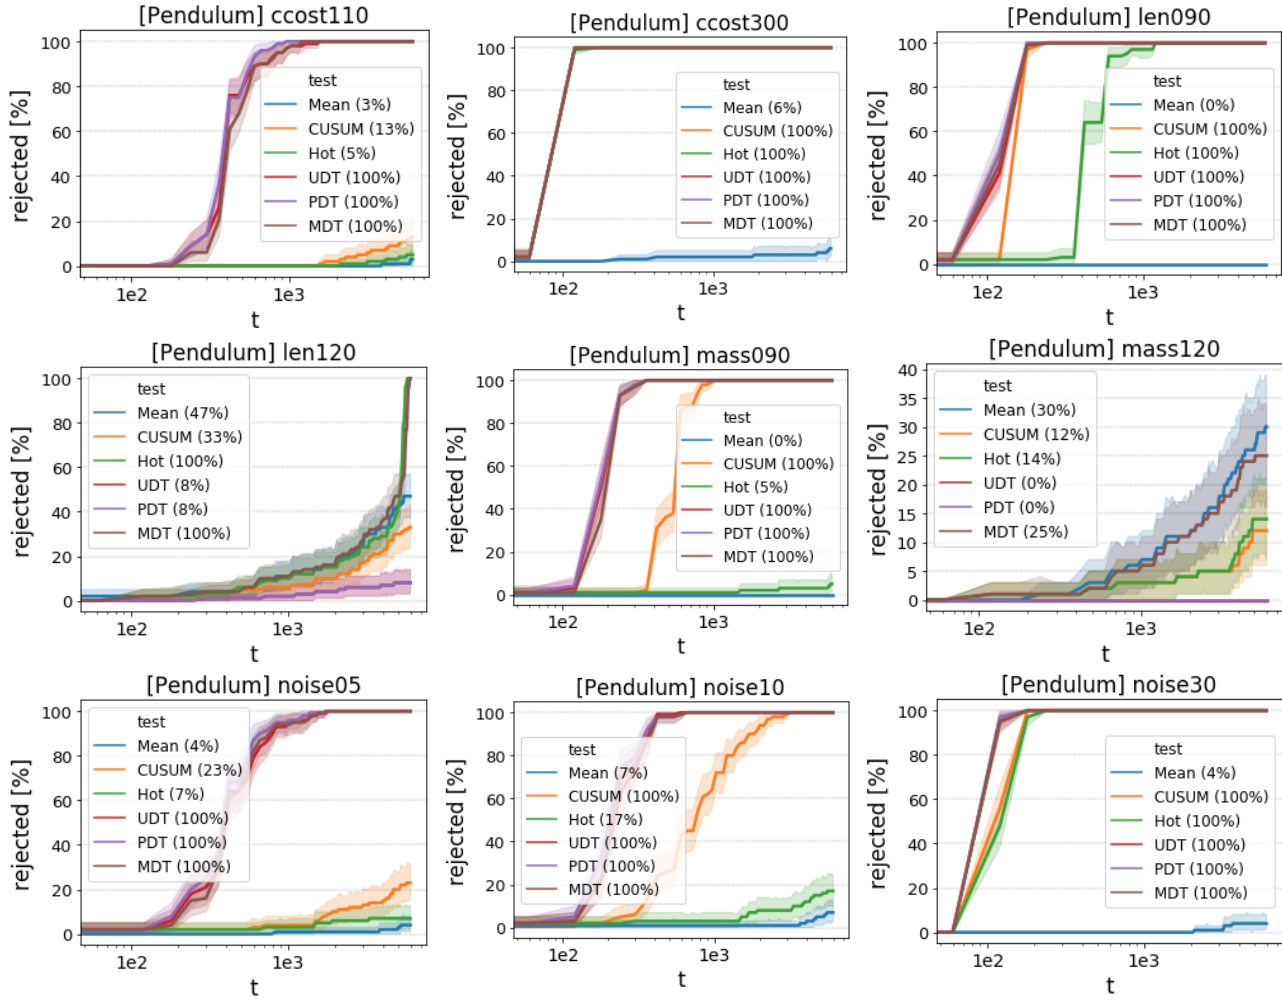 [Pendulum] ccost110
rejected [%]
100
80
60
40
20
0
test
Mean (3%)
CUSUM (13%)
Hot (5%)
UDT (100%)
PDT (100%)
MDT (100%)
1e2
1e3
t
[Pendulum] ccost300
rejected [%]
100
80
60
40
20
0
test
Mean (6%)
CUSUM (100%)
Hot (100%)
UDT (100%)
PDT (100%)
MDT (100%)
1e2
1e3
t
[Pendulum] len090
rejected [%]
100
80
60
40
20
0
test
Mean (0%)
CUSUM (100%)
Hot (100%)
UDT (100%)
PDT (100%)
MDT (100%)
1e2
1e3
t
[Pendulum] len120
rejected [%]
100
80
60
40
20
0
test
Mean (47%)
CUSUM (33%)
Hot (100%)
UDT (8%)
PDT (8%)
MDT (100%)
1e2
1e3
t
[Pendulum] mass090
rejected [%]
100
80
60
40
20
0
test
Mean (0%)
CUSUM (100%)
Hot (5%)
UDT (100%)
PDT (100%)
MDT (100%)
1e2
1e3
t
[Pendulum] mass120
rejected [%]
40
35
30
25
20
15
10
5
0
test
Mean (30%)
CUSUM (12%)
Hot (14%)
UDT (0%)
PDT (0%)
MDT (25%)
1e2
1e3
t
[Pendulum] noise05
rejected [%]
100
80
60
40
20
0
test
Mean (4%)
CUSUM (23%)
Hot (7%)
UDT (100%)
PDT (100%)
MDT (100%)
1e2
1e3
t
[Pendulum] noise10
rejected [%]
100
80
60
40
20
0
test
Mean (7%)
CUSUM (100%)
Hot (17%)
UDT (100%)
PDT (100%)
MDT (100%)
1e2
1e3
t
[Pendulum] noise30
rejected [%]
100
80
60
40
20
0
test
Mean (4%)
CUSUM (100%)
Hot (100%)
UDT (100%)
PDT (100%)
MDT (100%)
1e2
1e3
t